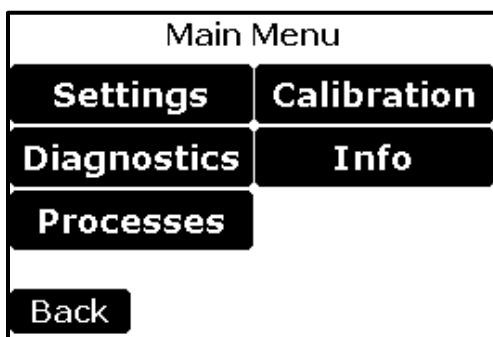 Main Menu
Settings Calibration
Diagnostics Info
Processes
Back